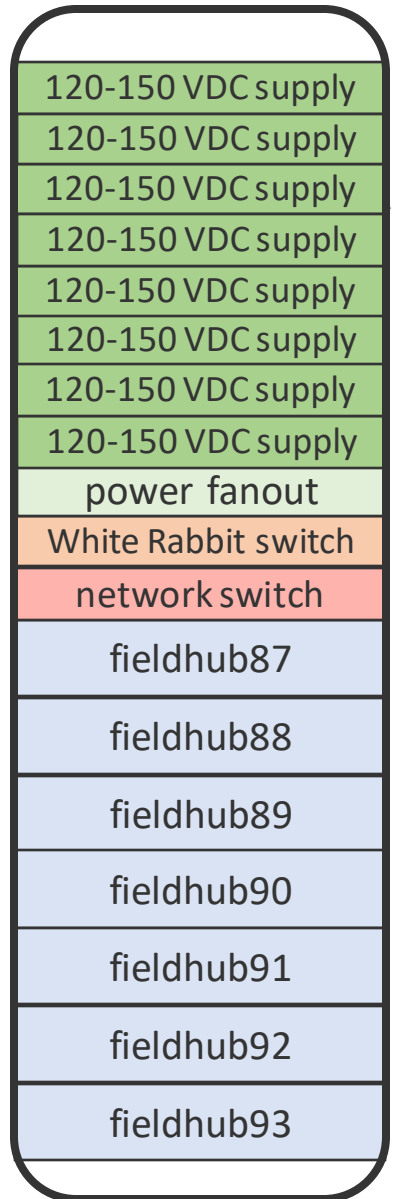 120-150 VDC supply
120-150 VDC supply
120-150 VDC supply
120-150 VDC supply
120-150 VDC supply
120-150 VDC supply
120-150 VDC supply
120-150 VDC supply
power fanout
White Rabbit switch
network switch
fieldhub87
fieldhub88
fieldhub89
fieldhub90
fieldhub91
fieldhub92
fieldhub93